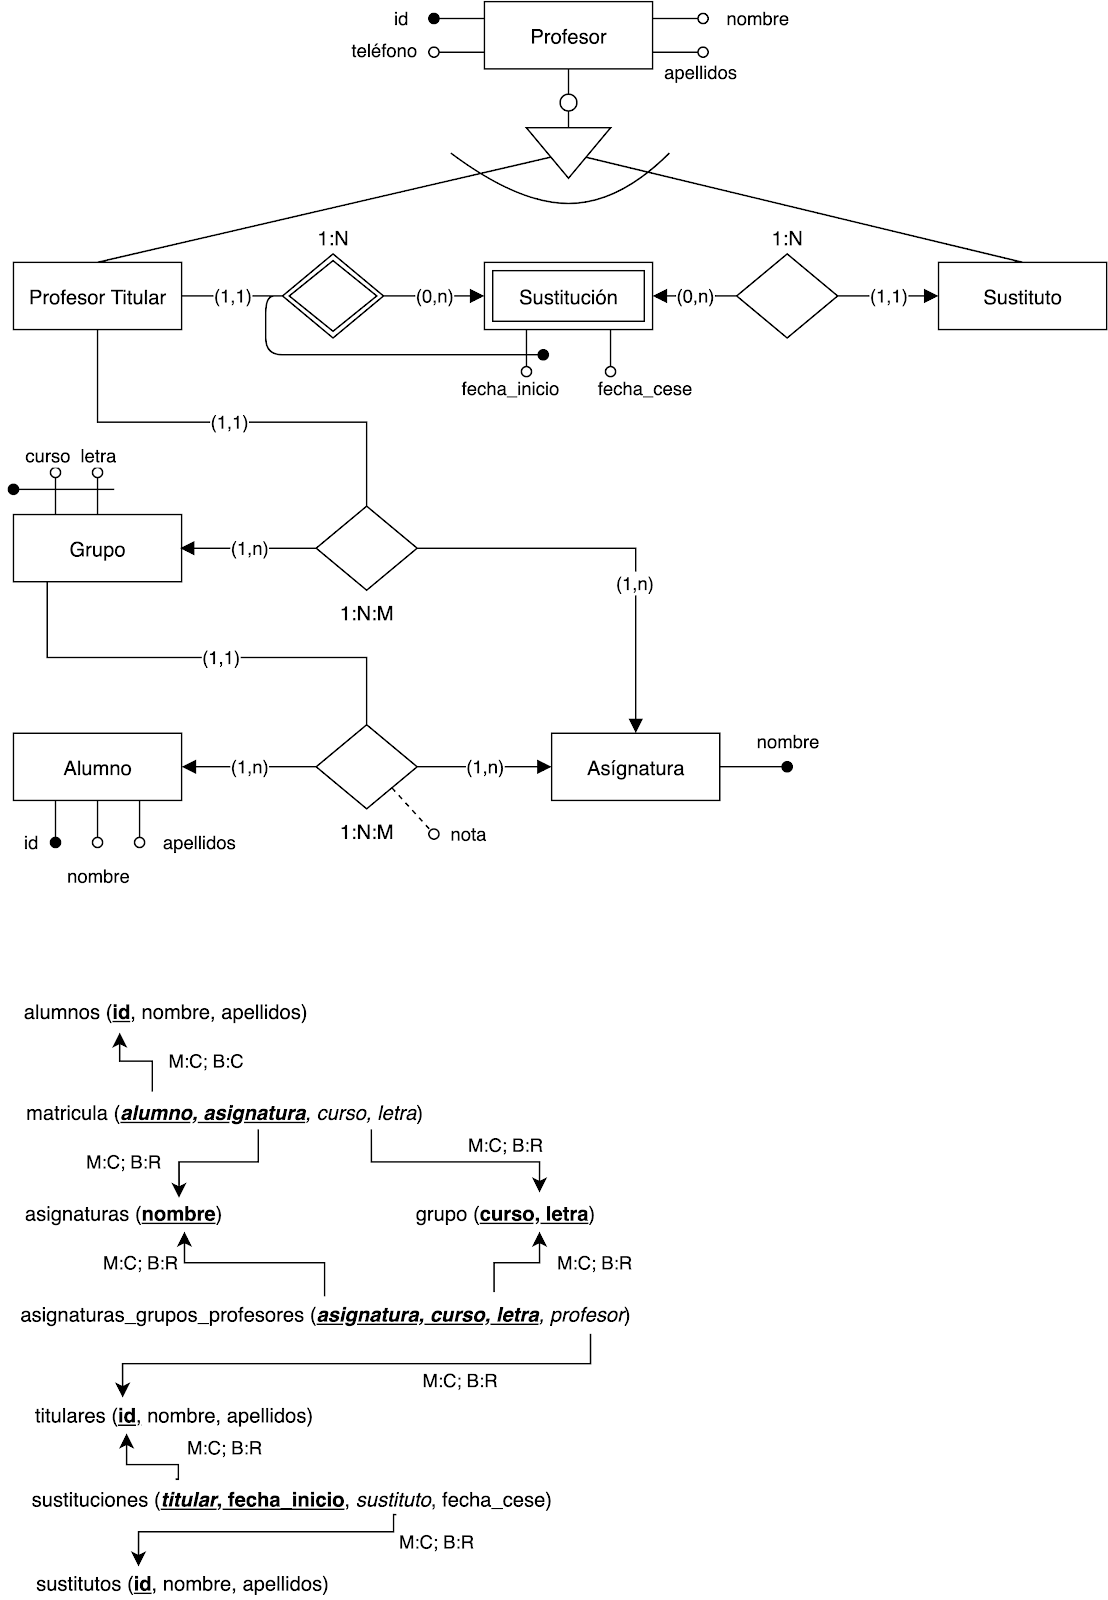 id
nombre
Profesor
teléfono
apellidos
1:N
1:N
Profesor Titular
(1,1)
(0,n)
Sustitución
(0,n)
(1,1)
Sustituto
fecha_inicio
fecha_cese
(1,1)
curso letra
Grupo
(1,n)
(1,n)
1:N:M
(1,1)
nombre
Alumno
(1,n)
(1,n)
Asígnatura
1:N:M
nota
id
apellidos
nombre
alumnos (id, nombre, apellidos)
M:C; B:C
matricula (alumno, asignatura, curso, letra)
M:C; B:R
M:C; B:R
asignaturas (nombre)
grupo (curso, letra)
M:C; B:R
M:C; B:R
asignaturas_grupos_profesores (asignatura, curso, letra, profesor)
M:C; B:R
titulares (id, nombre, apellidos)
M:C; B:R
sustituciones (titular, fecha_inicio, sustituto, fecha_cese)
M:C; B:R
sustitutos (id, nombre, apellidos)